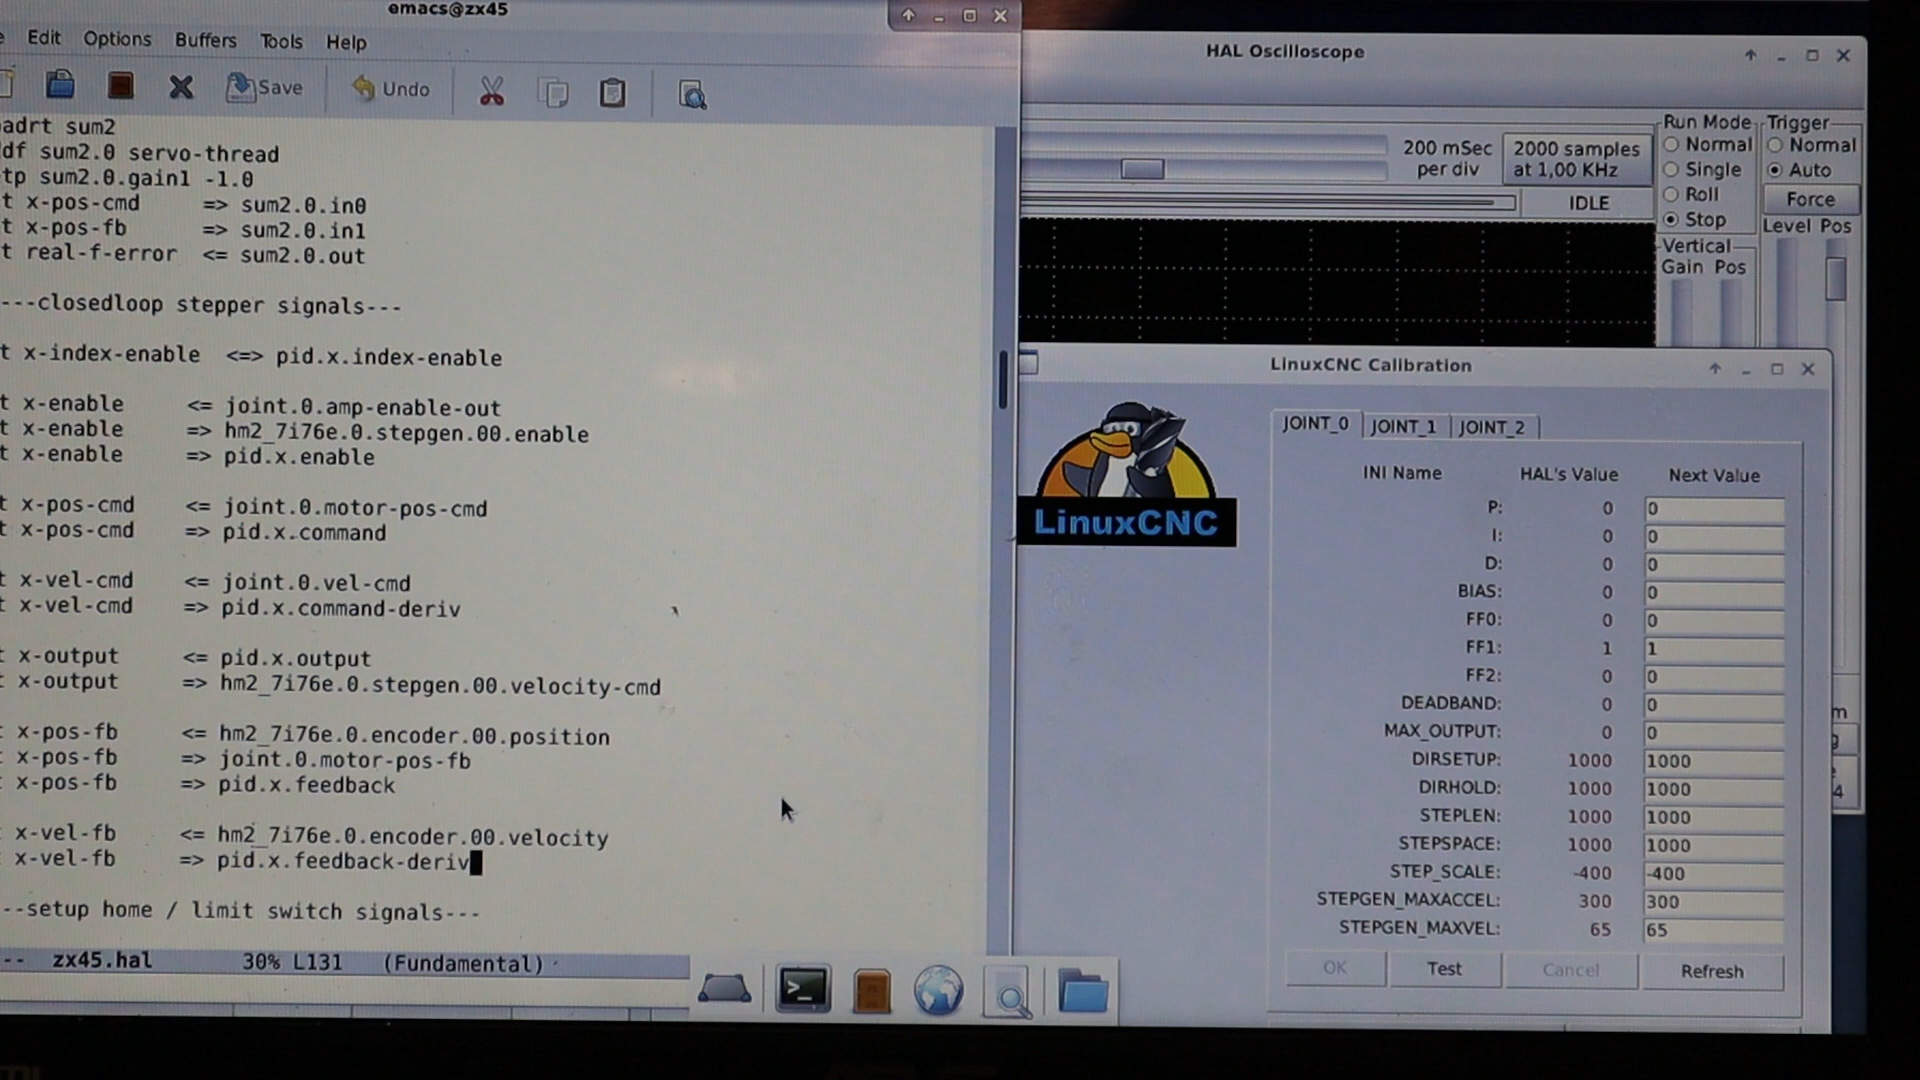 emacs@zx45
Edit Options Buffers Tools Help
Save Undo
adrt sum2
df sum2.0 servo-thread
tp sum2.0.gain1 -1.0
t x-pos-cmd => sum2.0.in0
t x-pos-fb => sum2.0.in1
t real-f-error <= sum2.0.out
---closedloop stepper signals---
t x-index-enable <=> pid.x.index-enable
t x-enable <= joint.0.amp-enable-out
t x-enable => hm2_7i76e.0.stepgen.00.enable
t x-enable => pid.x.enable
t x-pos-cmd <= joint.0.motor-pos-cmd
t x-pos-cmd => pid.x.command
t x-vel-cmd <= joint.0.vel-cmd
t x-vel-cmd => pid.x.command-deriv
t x-output <= pid.x.output
t x-output => hm2_7i76e.0.stepgen.00.velocity-cmd
t x-pos-fb <= hm2_7i76e.0.encoder.00.position
t x-pos-fb => joint.0.motor-pos-fb
t x-pos-fb => pid.x.feedback
t x-vel-fb <= hm2_7i76e.0.encoder.00.velocity
t x-vel-fb => pid.x.feedback-deriv
--setup home / limit switch signals---
-- zx45.hal 30% L131 (Fundamental)
HAL Oscilloscope
200 mSec
per div
2000 samples
at 1,00 KHz
IDLE
Run Mode
Normal
Single
Roll
Stop
Trigger
Normal
Auto
Force
Level Pos
Vertical
Gain Pos
LinuxCNC Calibration
LinuxCNC
JOINT_0 JOINT_1 JOINT_2
INI Name HAL's Value Next Value
P: 0 0
I: 0 0
D: 0 0
BIAS: 0 0
FF0: 0 0
FF1: 1 1
FF2: 0 0
DEADBAND: 0 0
MAX_OUTPUT: 0 0
DIRSETUP: 1000 1000
DIRHOLD: 1000 1000
STEPLEN: 1000 1000
STEPSPACE: 1000 1000
STEP_SCALE: -400 -400
STEPGEN_MAXACCEL: 300 300
STEPGEN_MAXVEL: 65 65
OK Test Cancel Refresh